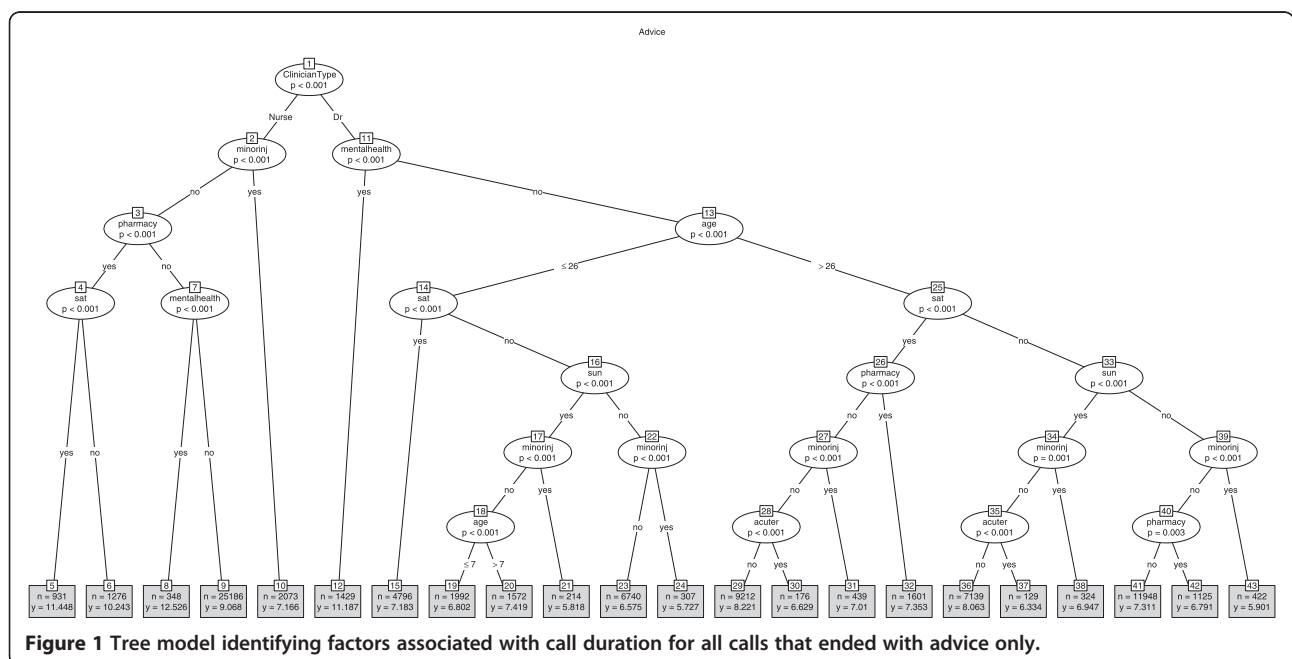 Advice
1
ClinicianType
p < 0.001
Nurse
Dr
2
minorinj
p < 0.001
11
mentalhealth
p < 0.001
no
yes
yes
no
3
pharmacy
p < 0.001
13
age
p < 0.001
yes
no
≤ 26
> 26
4
sat
p < 0.001
7
mentalhealth
p < 0.001
14
sat
p < 0.001
25
sat
p < 0.001
yes
no
yes
no
16
sun
p < 0.001
26
pharmacy
p < 0.001
33
sun
p < 0.001
yes
no
no
yes
yes
no
yes
no
yes
no
17
minorinj
p < 0.001
22
minorinj
p < 0.001
27
minorinj
p < 0.001
34
minorinj
p = 0.001
39
minorinj
p < 0.001
no
yes
no
yes
no
yes
no
yes
no
yes
18
age
p < 0.001
28
acuter
p < 0.001
35
acuter
p < 0.001
40
pharmacy
p = 0.003
≤ 7
> 7
no
yes
no
yes
no
yes
5
n = 931
y = 11.448
6
n = 1276
y = 10.243
8
n = 348
y = 12.526
9
n = 25186
y = 9.068
10
n = 2073
y = 7.166
12
n = 1429
y = 11.187
15
n = 4796
y = 7.183
19
n = 1992
y = 6.802
20
n = 1572
y = 7.419
21
n = 214
y = 5.818
23
n = 6740
y = 6.575
24
n = 307
y = 5.727
29
n = 9212
y = 8.221
30
n = 176
y = 6.629
31
n = 439
y = 7.01
32
n = 1601
y = 7.353
36
n = 7139
y = 8.063
37
n = 129
y = 6.334
38
n = 324
y = 6.947
41
n = 11948
y = 7.311
42
n = 1125
y = 6.791
43
n = 422
y = 5.901
Figure 1 Tree model identifying factors associated with call duration for all calls that ended with advice only.